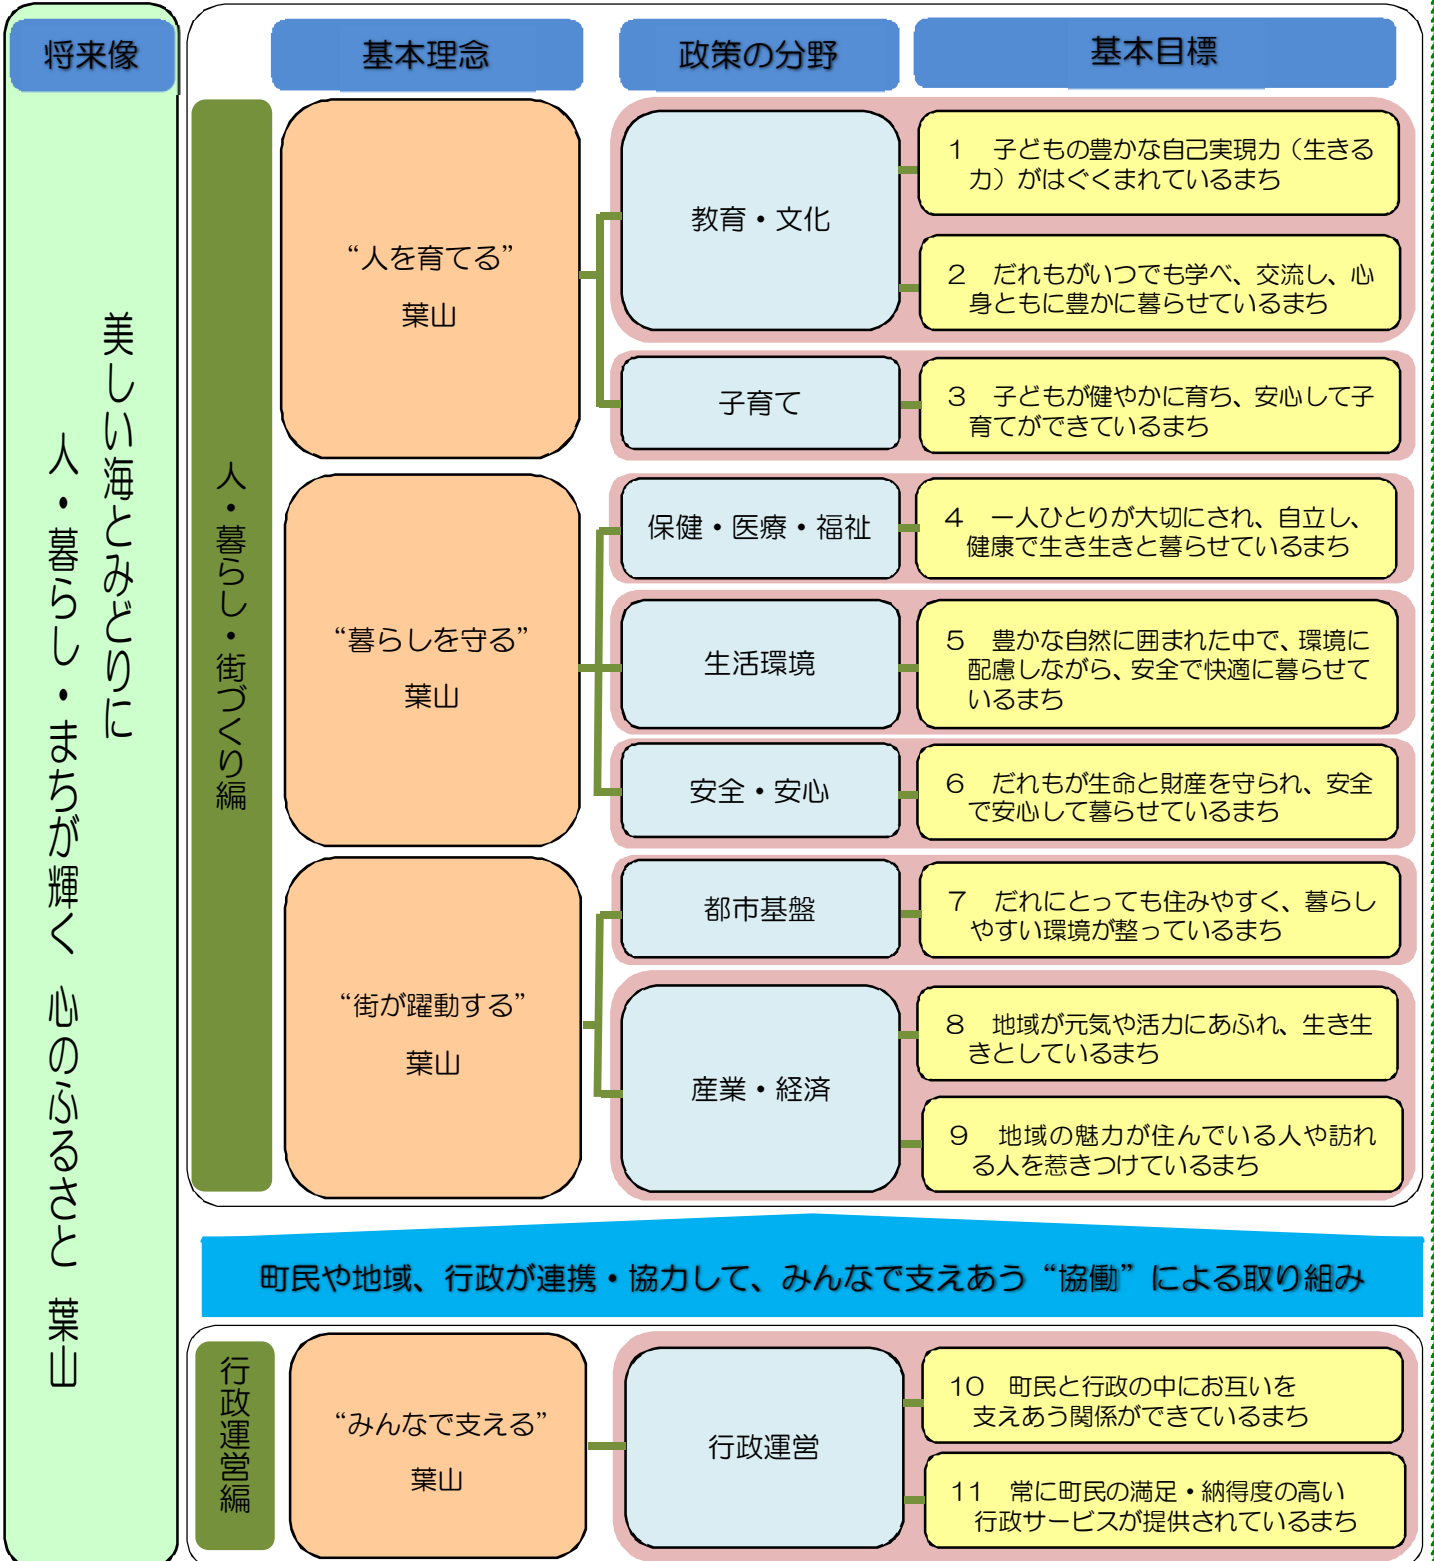 将来像
基本理念
政策の分野
基本目標
美しい海とみどりに
人・暮らし・まちが輝く 心のふるさと 葉山
人・暮らし・街づくり編
“人を育てる”
葉山
教育・文化
1 子どもの豊かな自己実現力（生きる
力）がはぐくまれているまち
2 だれもがいつでも学べ、交流し、心
身ともに豊かに暮らせているまち
子育て
3 子どもが健やかに育ち、安心して子
育てができているまち
“暮らしを守る”
葉山
保健・医療・福祉
4 一人ひとりが大切にされ、自立し、
健康で生き生きと暮らせているまち
生活環境
5 豊かな自然に囲まれた中で、環境に
配慮しながら、安全で快適に暮らせて
いるまち
安全・安心
6 だれもが生命と財産を守られ、安全
で安心して暮らせているまち
“街が躍動する”
葉山
都市基盤
7 だれにとっても住みやすく、暮らし
やすい環境が整っているまち
産業・経済
8 地域が元気や活力にあふれ、生き生
きとしているまち
9 地域の魅力が住んでいる人や訪れ
る人を惹きつけているまち
町民や地域、行政が連携・協力して、みんなで支えあう“協働”による取り組み
行政運営編
“みんなで支える”
葉山
行政運営
10 町民と行政の中にお互いを
支えあう関係ができているまち
11 常に町民の満足・納得度の高い
行政サービスが提供されているまち